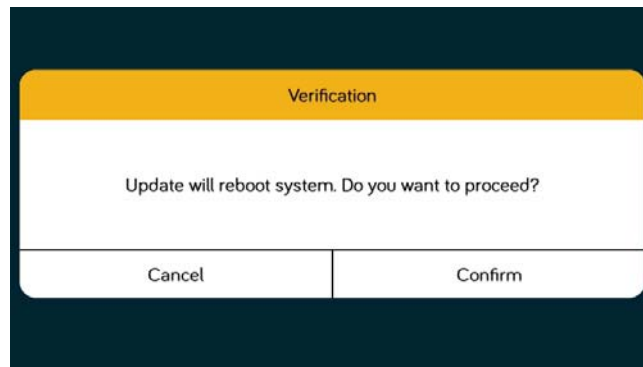 Verification
Update will reboot system. Do you want to proceed?
Cancel
Confirm